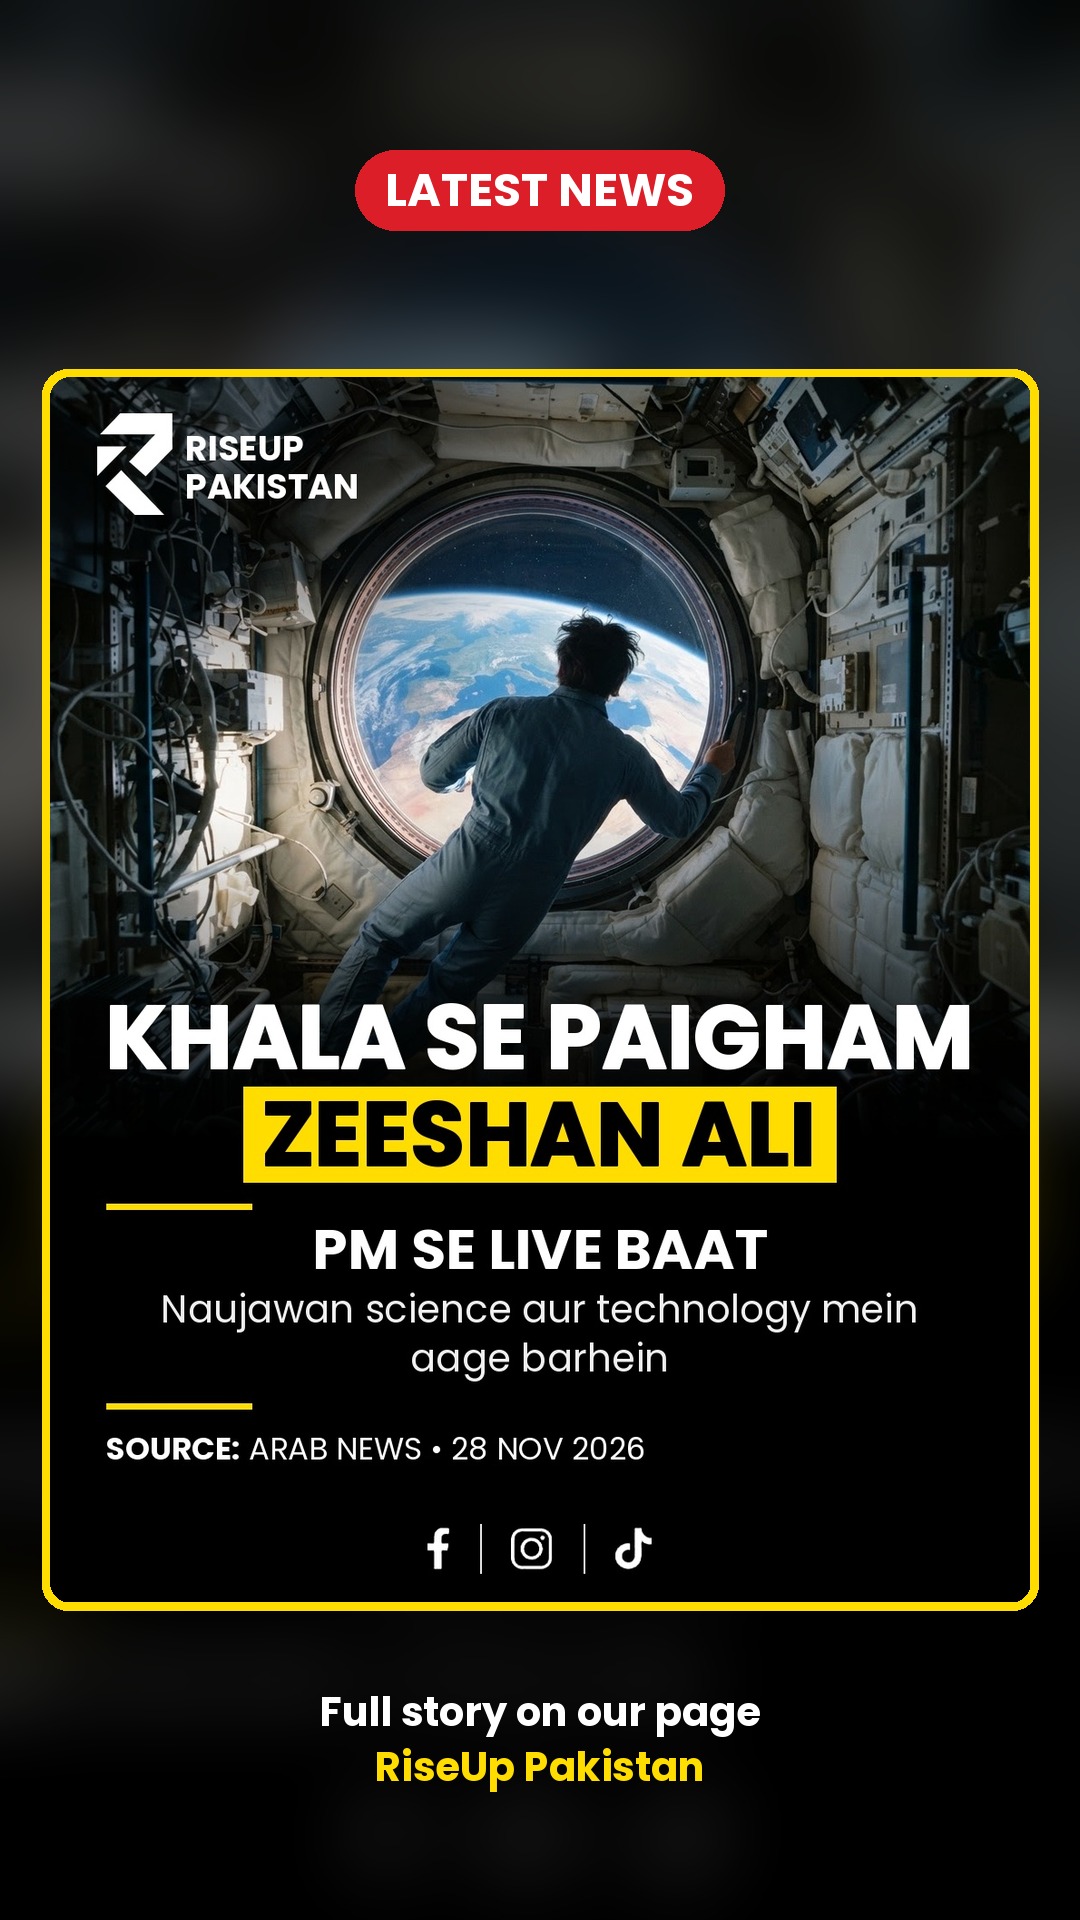 LATEST NEWS
RISEUP
PAKISTAN
KHALA SE PAIGHAM
ZEESHAN ALI
PM SE LIVE BAAT
Naujawan science aur technology mein
aage barhein
SOURCE: ARAB NEWS • 28 NOV 2026
Full story on our page
RiseUp Pakistan